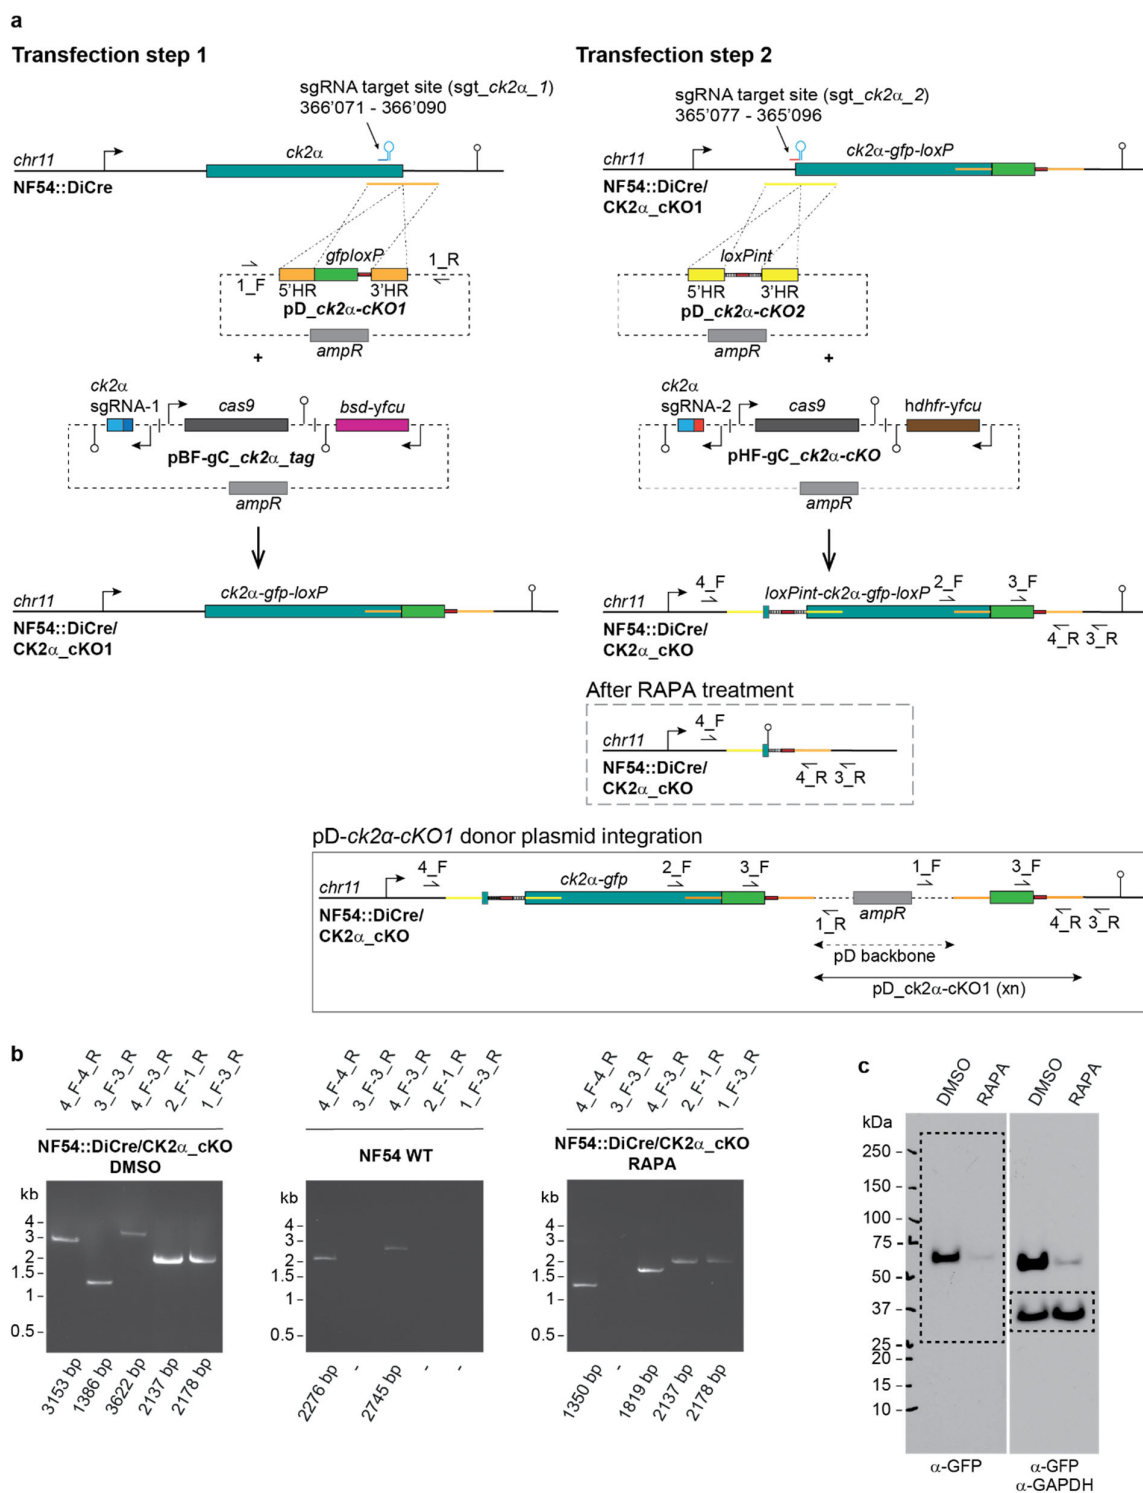 a
Transfection step 1
sgRNA target site (sgt_ck2α_1)
366'071 - 366'090
chr11
ck2α
NF54::DiCre
gfploxP
1_F
1_R
5'HR
3'HR
pD_ck2α-cKO1
ampR
+
ck2α
sgRNA-1
cas9
bsd-yfcu
pBF-gC_ck2α_tag
ampR
chr11
ck2α-gfp-loxP
NF54::DiCre/
CK2α_cKO1
Transfection step 2
sgRNA target site (sgt_ck2α_2)
365'077 - 365'096
chr11
ck2α-gfp-loxP
NF54::DiCre/
CK2α_cKO1
loxPint
5'HR
3'HR
pD_ck2α-cKO2
ampR
+
ck2α
sgRNA-2
cas9
hdhfr-yfcu
pHF-gC_ck2α-cKO
ampR
chr11
4_F
loxPint-ck2α-gfp-loxP
2_F
3_F
NF54::DiCre/
CK2α_cKO
4_R
3_R
After RAPA treatment
chr11
4_F
NF54::DiCre/
CK2α_cKO
4_R
3_R
pD-ck2α-cKO1 donor plasmid integration
chr11
4_F
ck2α-gfp
2_F
3_F
1_F
3_F
NF54::DiCre/
CK2α_cKO
1_R
ampR
4_R
3_R
pD backbone
pD_ck2α-cKO1 (xn)
b
4_F-4_R
3_F-3_R
4_F-3_R
2_F-1_R
1_F-3_R
NF54::DiCre/CK2α_cKO
DMSO
kb
4
3
2
1.5
1
0.5
3153 bp
1386 bp
3622 bp
2137 bp
2178 bp
4_F-4_R
3_F-3_R
4_F-3_R
2_F-1_R
1_F-3_R
NF54 WT
kb
4
3
2
1.5
1
0.5
2276 bp
-
2745 bp
-
-
4_F-4_R
3_F-3_R
4_F-3_R
2_F-1_R
1_F-3_R
NF54::DiCre/CK2α_cKO
RAPA
kb
4
3
2
1.5
1
0.5
1350 bp
-
1819 bp
2137 bp
2178 bp
c
DMSO
RAPA
DMSO
RAPA
kDa
250
150
100
75
50
37
25
20
15
10
α-GFP
α-GFP
α-GAPDH